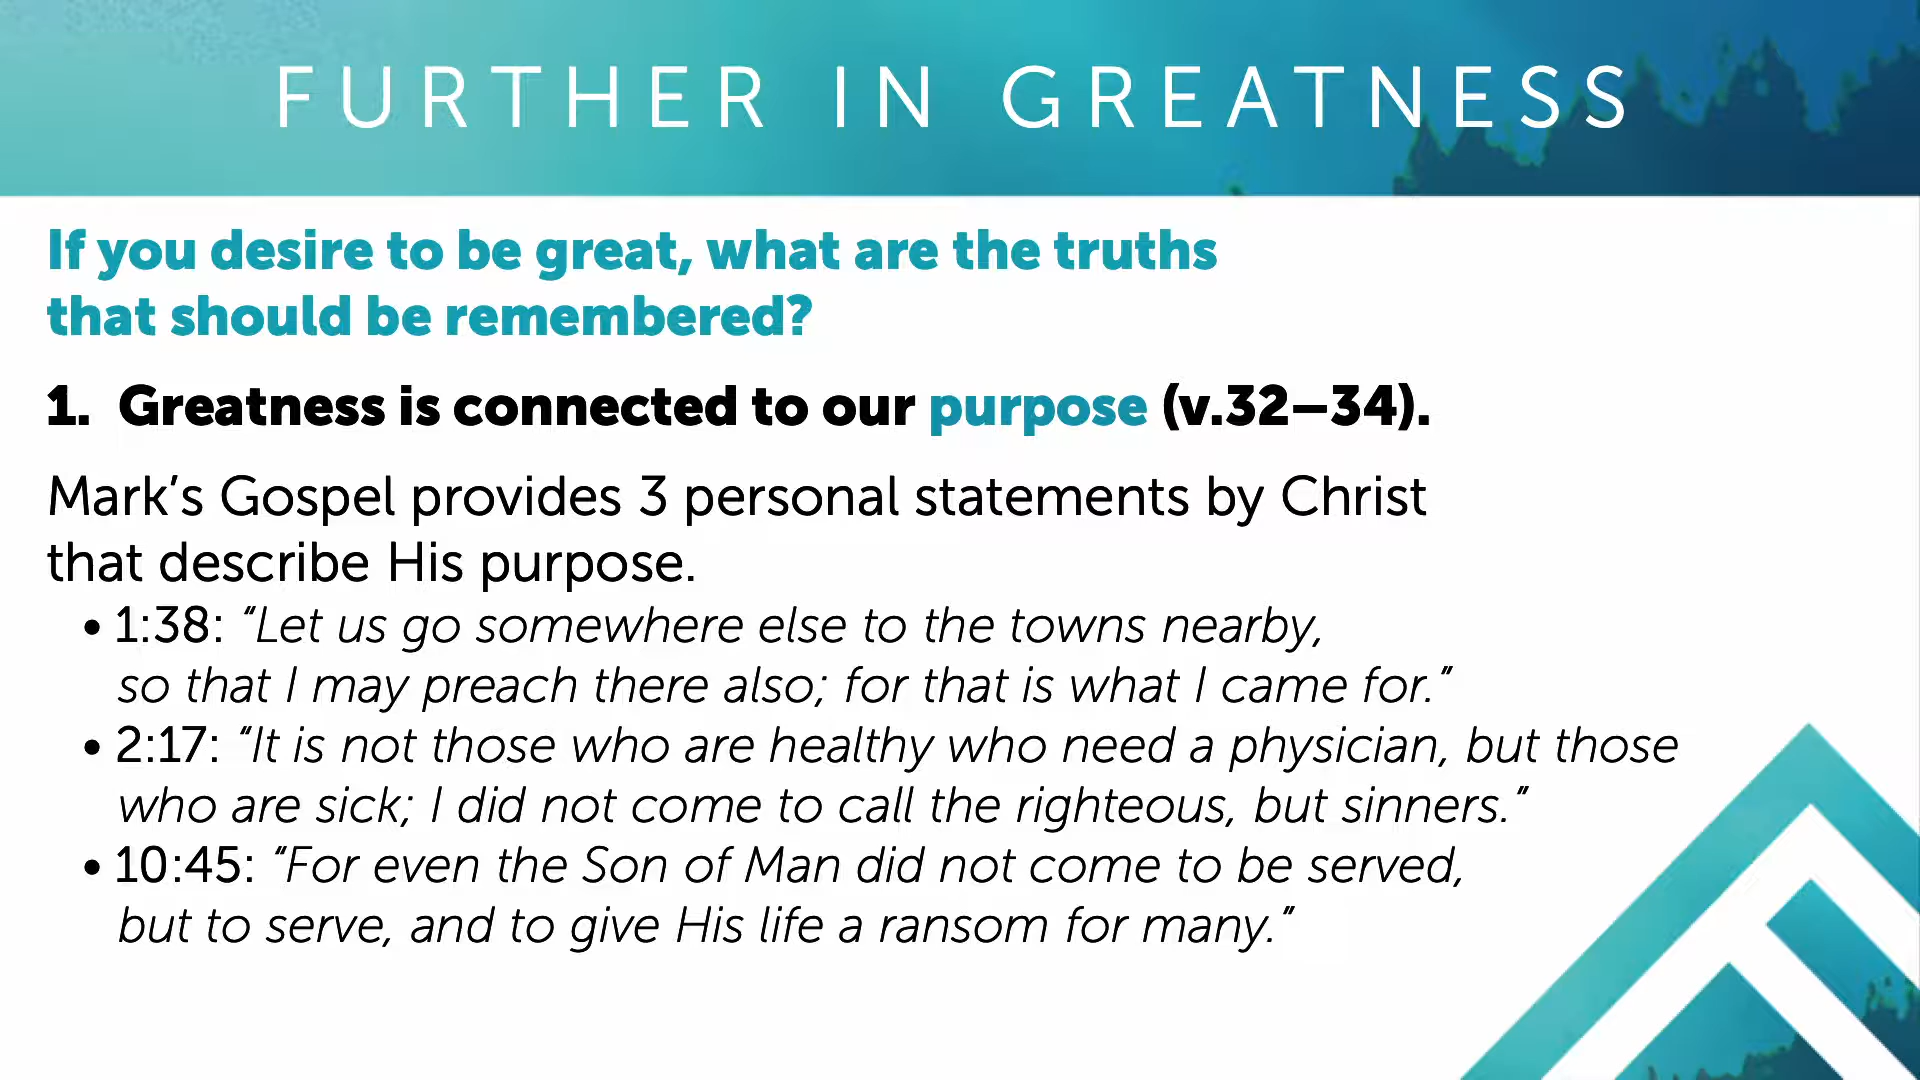 FURTHER IN GREATNESS
If you desire to be great, what are the truths
that should be remembered?
1. Greatness is connected to our purpose (v.32–34).
Mark’s Gospel provides 3 personal statements by Christ
that describe His purpose.
• 1:38: “Let us go somewhere else to the towns nearby,
so that I may preach there also; for that is what I came for.”
• 2:17: “It is not those who are healthy who need a physician, but those
who are sick; I did not come to call the righteous, but sinners.”
• 10:45: “For even the Son of Man did not come to be served,
but to serve, and to give His life a ransom for many.”